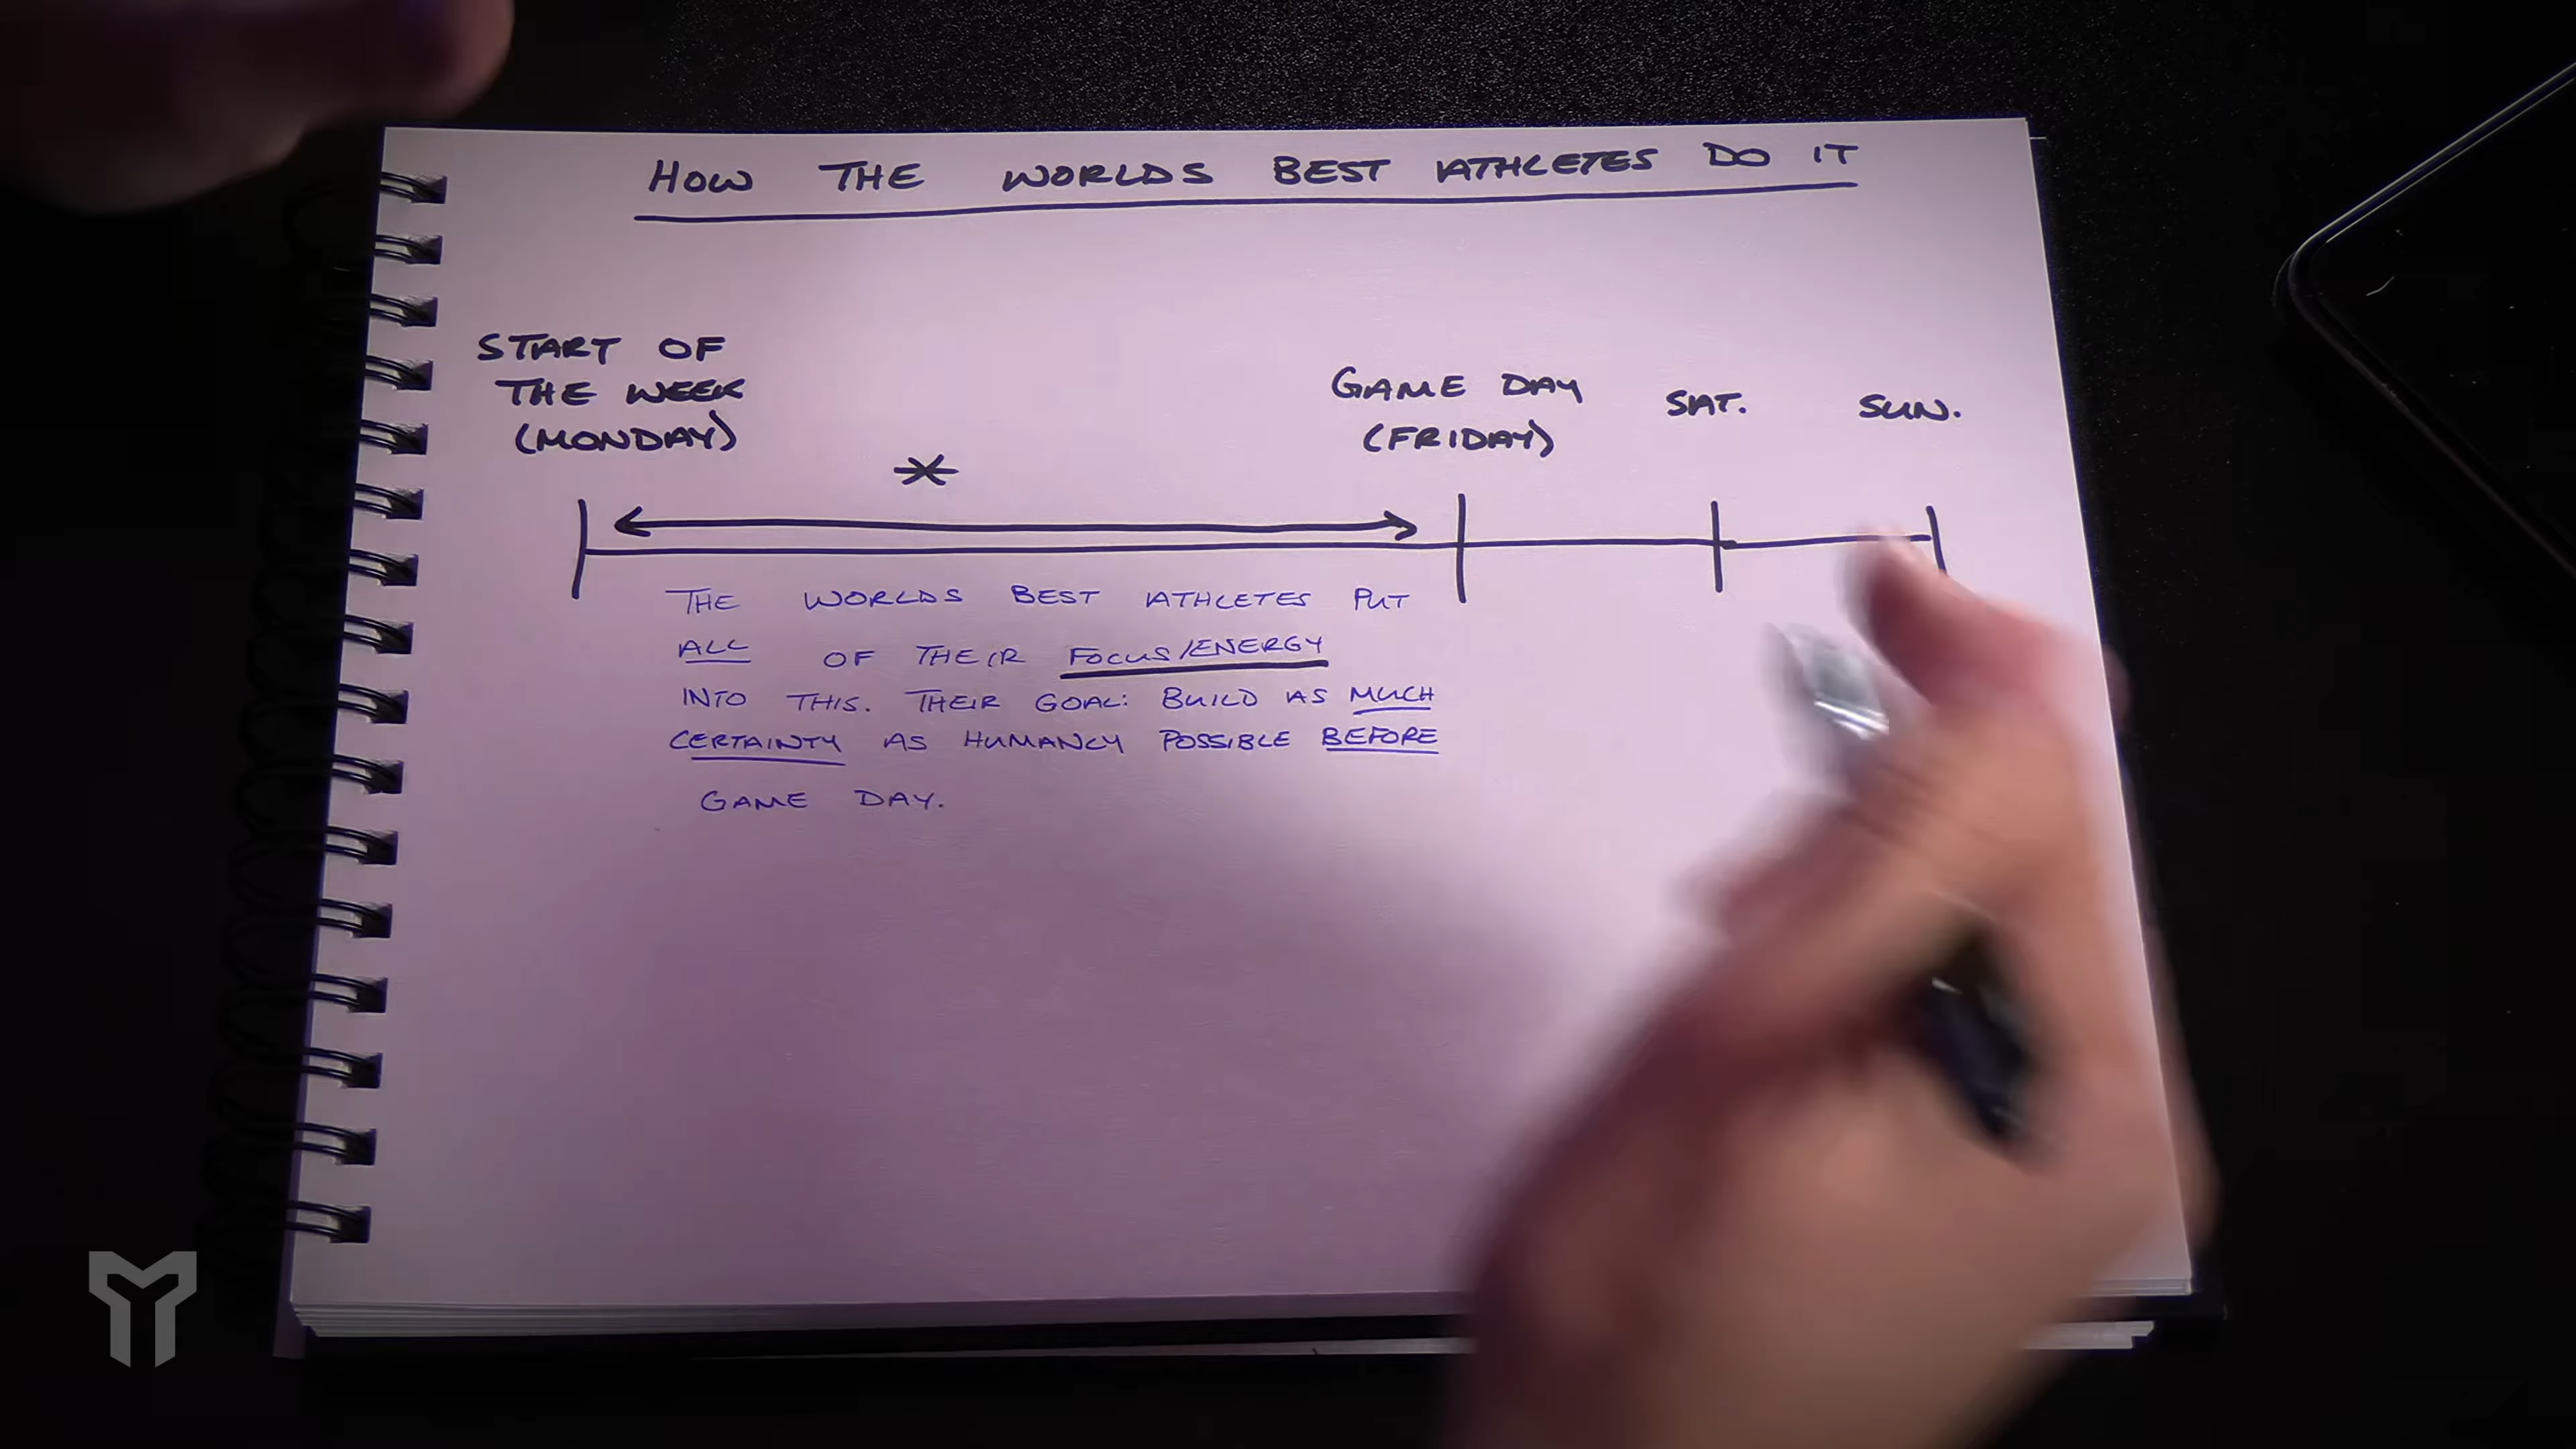 HOW THE WORLDS BEST ATHLETES DO IT
START OF
THE WEEK
(MONDAY)
GAME DAY
(FRIDAY)
SAT.
SUN.
*
THE WORLDS BEST ATHLETES PUT
ALL OF THEIR FOCUS/ENERGY
INTO THIS. THEIR GOAL: BUILD AS MUCH
CERTAINTY AS HUMANLY POSSIBLE BEFORE
GAME DAY.